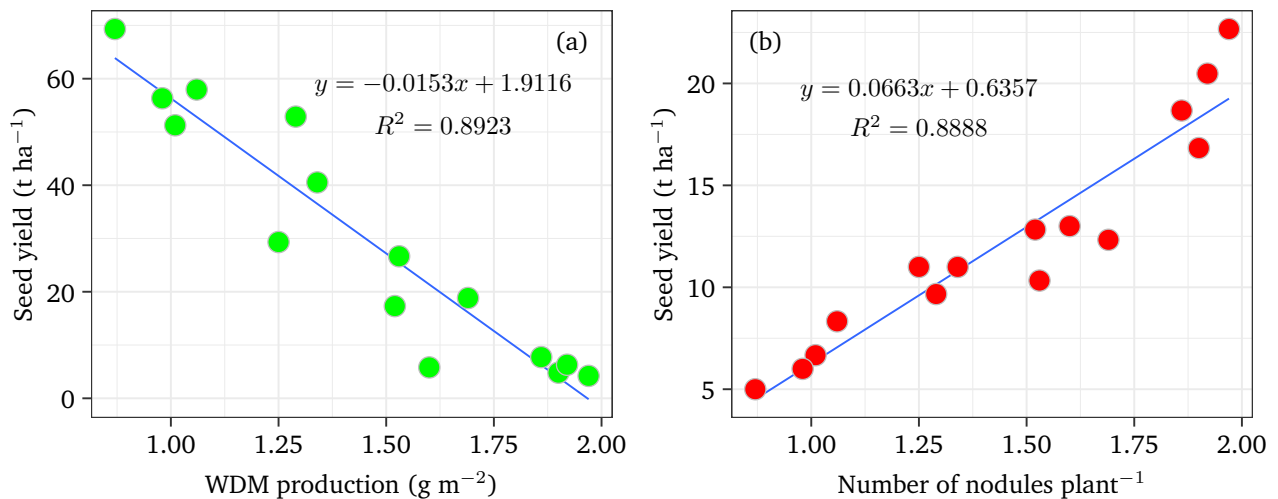 (a)
y = −0.0153x + 1.9116
R² = 0.8923
Seed yield (t ha⁻¹)
60
40
20
0
1.00 1.25 1.50 1.75 2.00
WDM production (g m⁻²)
(b)
y = 0.0663x + 0.6357
R² = 0.8888
Seed yield (t ha⁻¹)
20
15
10
5
1.00 1.25 1.50 1.75 2.00
Number of nodules plant⁻¹